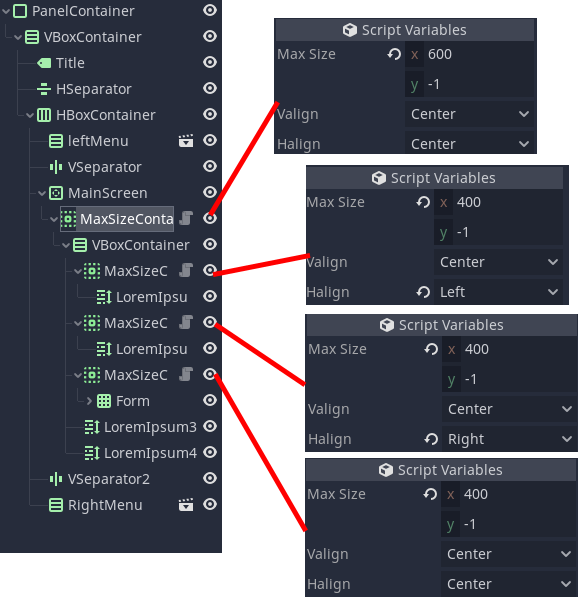 PanelContainer
VBoxContainer
Title
HSeparator
HBoxContainer
leftMenu
VSeparator
MainScreen
MaxSizeConta
VBoxContainer
MaxSizeC
LoremIpsu
MaxSizeC
LoremIpsu
MaxSizeC
Form
LoremIpsum3
LoremIpsum4
VSeparator2
RightMenu
Script Variables
Max Size x 600
y -1
Valign Center
Halign Center
Script Variables
Max Size x 400
y -1
Valign Center
Halign Left
Script Variables
Max Size x 400
y -1
Valign Center
Halign Right
Script Variables
Max Size x 400
y -1
Valign Center
Halign Center